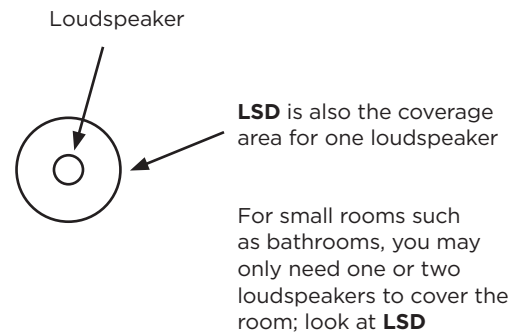 Loudspeaker
LSD is also the coverage
area for one loudspeaker
For small rooms such
as bathrooms, you may
only need one or two
loudspeakers to cover the
room; look at LSD